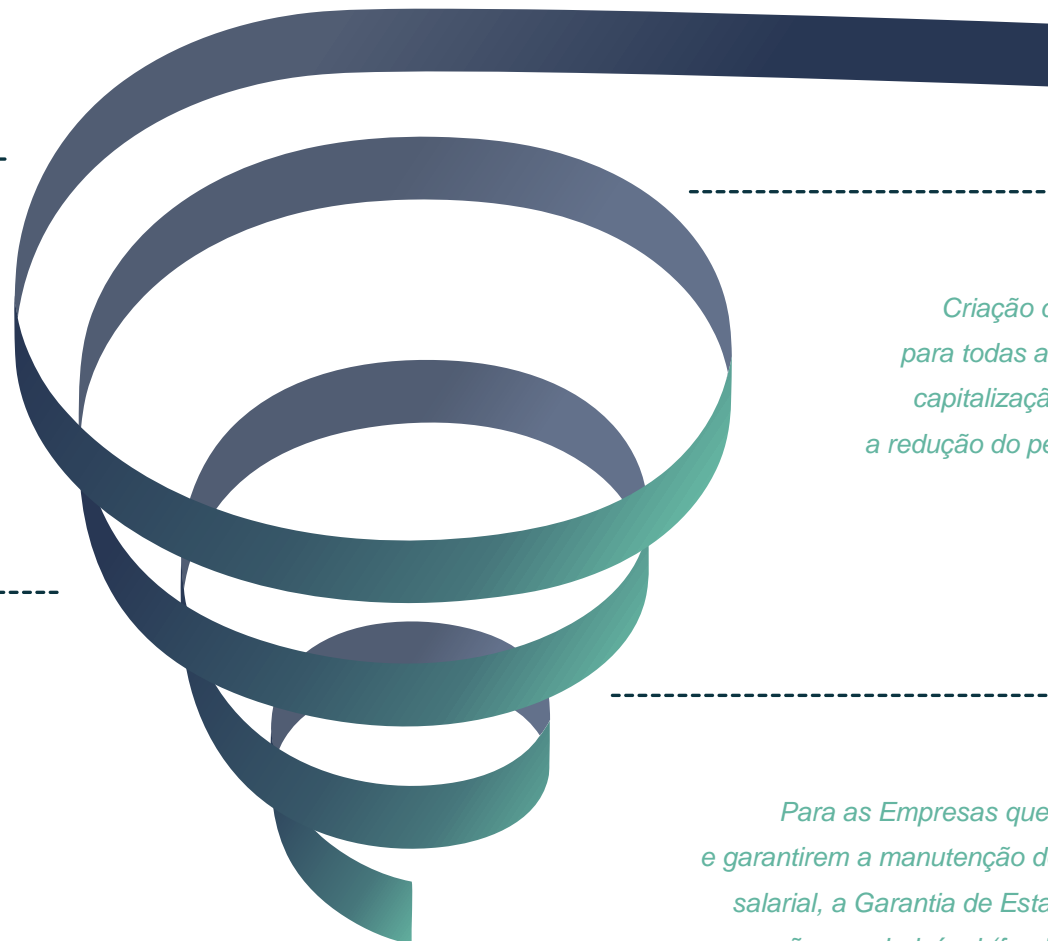 Criação
para todas a
capitalizaçã
a redução do pe
Para as Empresas que
e garantirem a manutenção d
salarial, a Garantia de Esta